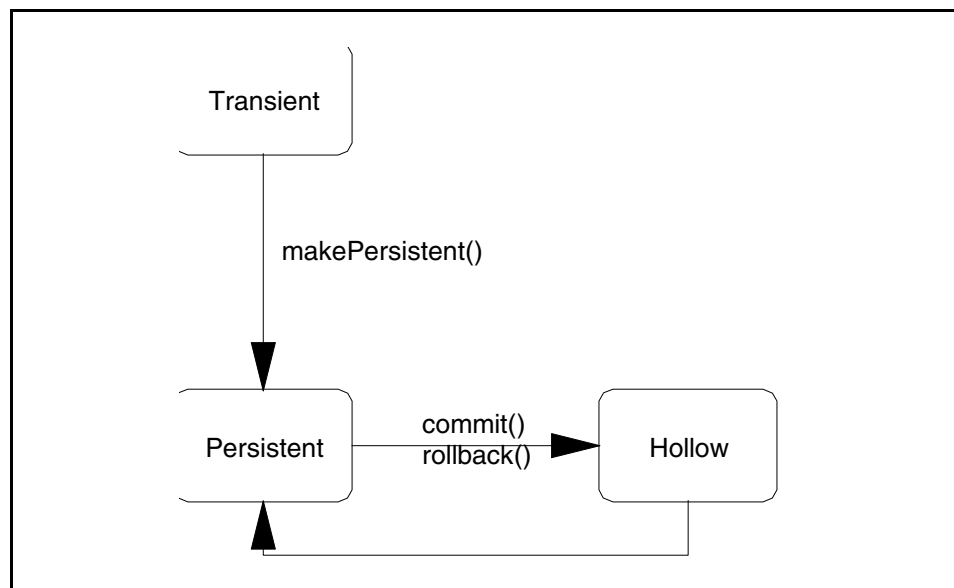 Transient
makePersistent()
Persistent
commit()
rollback()
Hollow